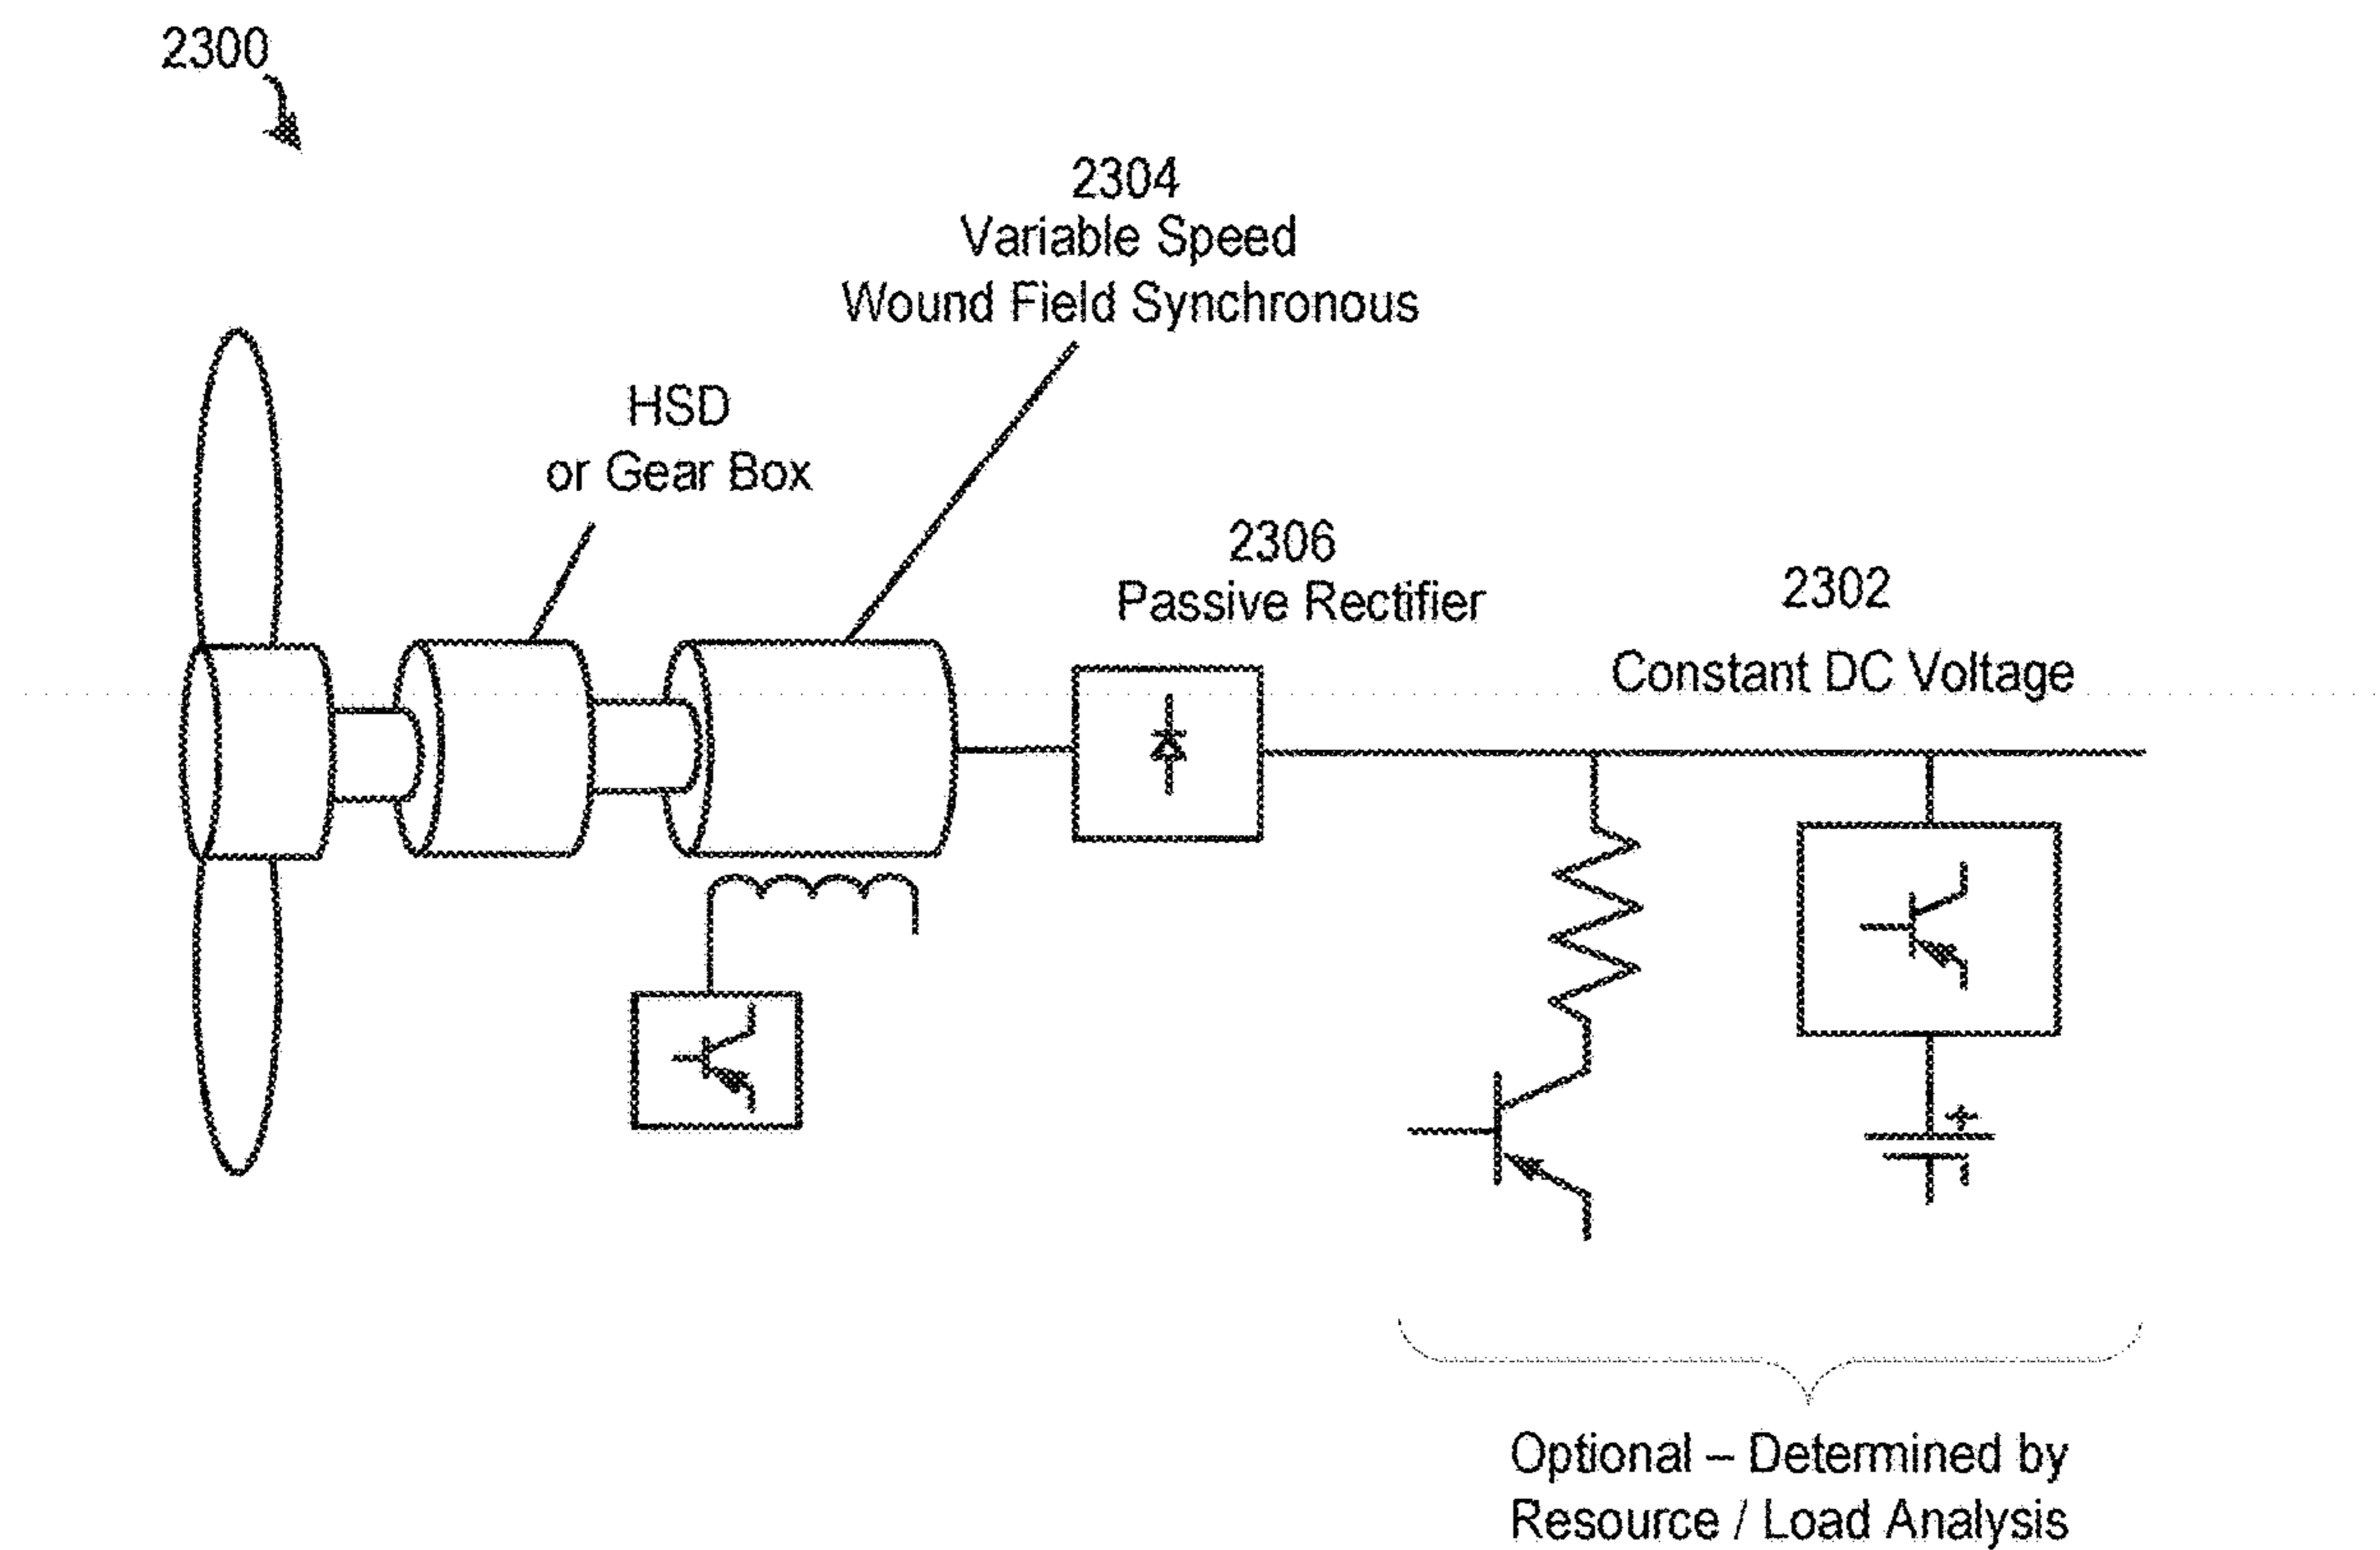 2300
2304
Variable Speed
Wound Field Synchronous
HSD
or Gear Box
2306
Passive Rectifier
2302
Constant DC Voltage
+
Optional – Determined by
Resource / Load Analysis